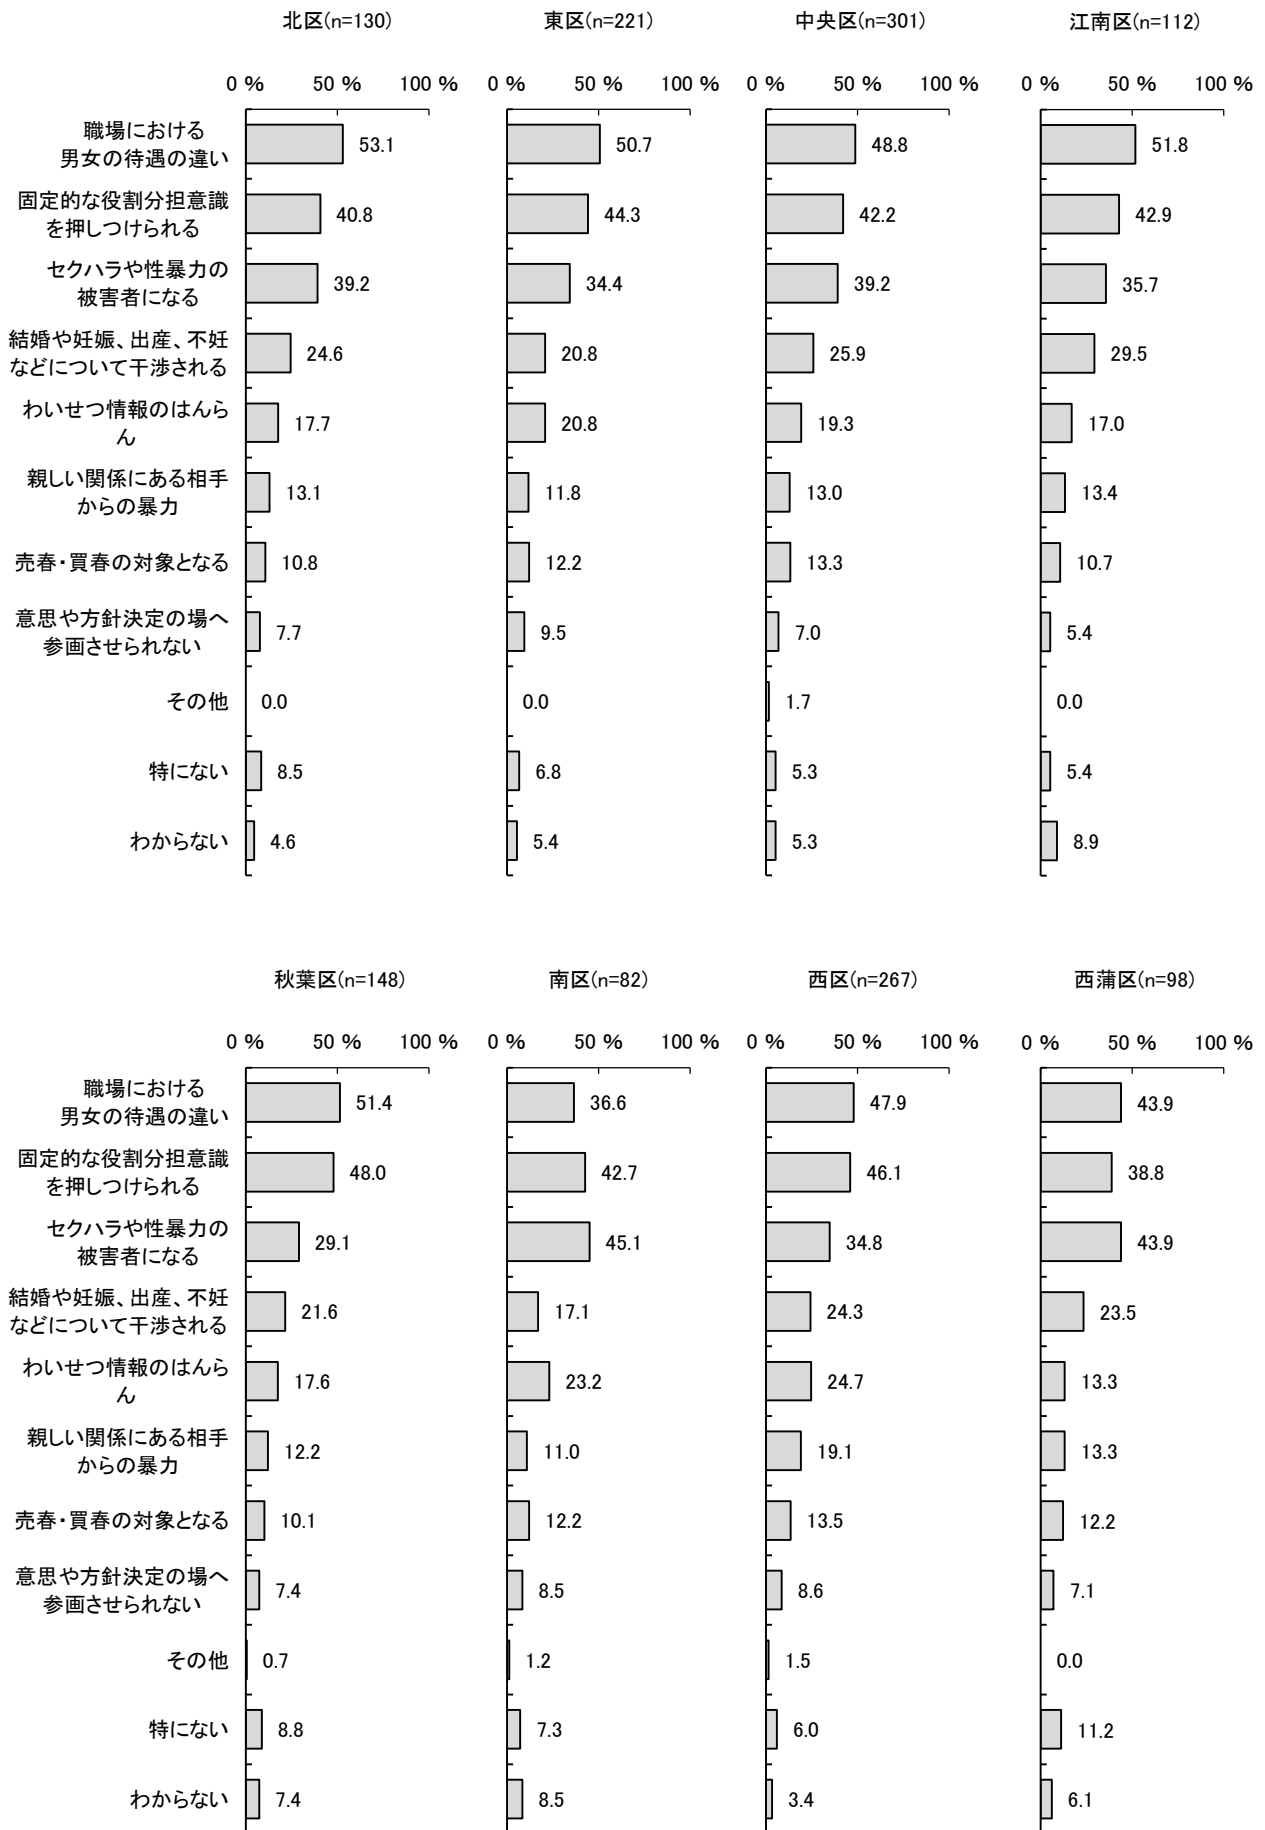 北区(n=130) 東区(n=221) 中央区(n=301) 江南区(n=112)
0 % 50 % 100 % 0 % 50 % 100 % 0 % 50 % 100 % 0 % 50 % 100 %
職場における
男女の待遇の違い 53.1 50.7 48.8 51.8
固定的な役割分担意識
を押しつけられる 40.8 44.3 42.2 42.9
セクハラや性暴力の
被害者になる 39.2 34.4 39.2 35.7
結婚や妊娠、出産、不妊
などについて干渉される 24.6 20.8 25.9 29.5
わいせつ情報のはんら
ん 17.7 20.8 19.3 17.0
親しい関係にある相手
からの暴力 13.1 11.8 13.0 13.4
売春・買春の対象となる 10.8 12.2 13.3 10.7
意思や方針決定の場へ
参画させられない 7.7 9.5 7.0 5.4
その他 0.0 0.0 1.7 0.0
特にない 8.5 6.8 5.3 5.4
わからない 4.6 5.4 5.3 8.9
秋葉区(n=148) 南区(n=82) 西区(n=267) 西蒲区(n=98)
0 % 50 % 100 % 0 % 50 % 100 % 0 % 50 % 100 % 0 % 50 % 100 %
職場における
男女の待遇の違い 51.4 36.6 47.9 43.9
固定的な役割分担意識
を押しつけられる 48.0 42.7 46.1 38.8
セクハラや性暴力の
被害者になる 29.1 45.1 34.8 43.9
結婚や妊娠、出産、不妊
などについて干渉される 21.6 17.1 24.3 23.5
わいせつ情報のはんら
ん 17.6 23.2 24.7 13.3
親しい関係にある相手
からの暴力 12.2 11.0 19.1 13.3
売春・買春の対象となる 10.1 12.2 13.5 12.2
意思や方針決定の場へ
参画させられない 7.4 8.5 8.6 7.1
その他 0.7 1.2 1.5 0.0
特にない 8.8 7.3 6.0 11.2
わからない 7.4 8.5 3.4 6.1